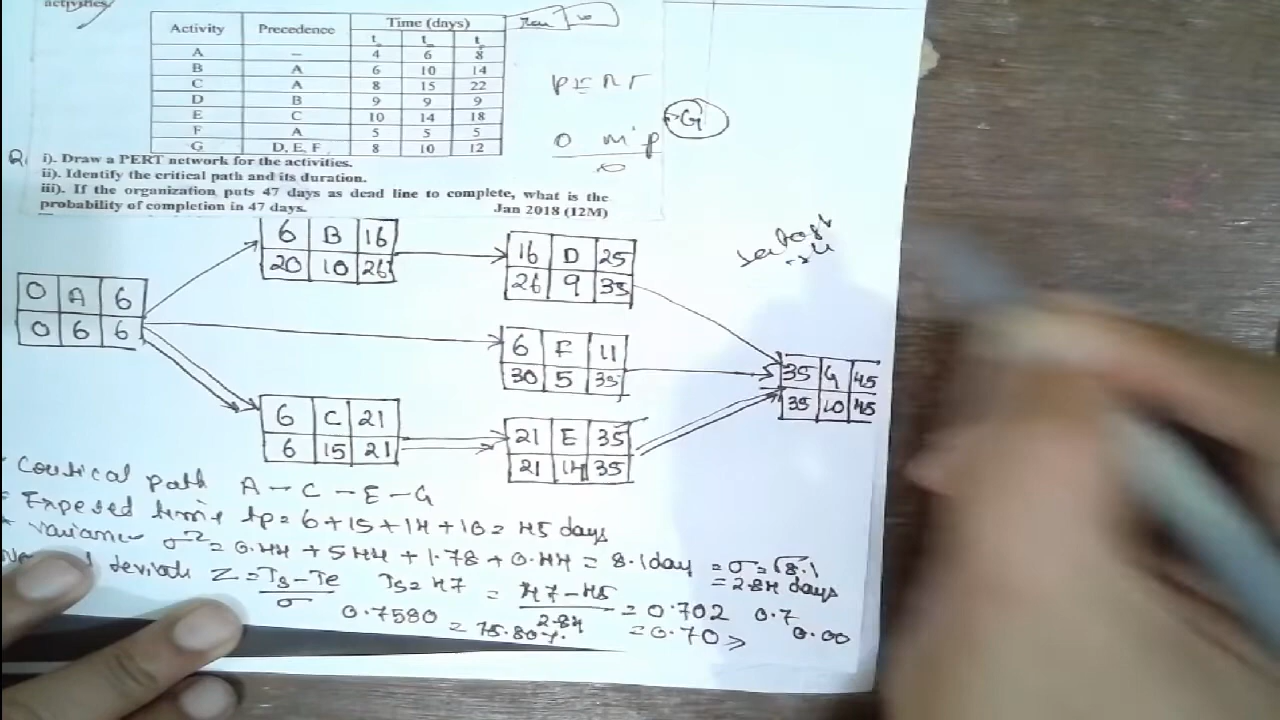 activities.
Activity Precedence Time (days)
t t t
A – 4 6 8
B A 6 10 14
C A 8 15 22
D B 9 9 9
E C 10 14 18
F A 5 5 5
G D, E, F 8 10 12
PERT
o m p
G
i). Draw a PERT network for the activities.
ii). Identify the critical path and its duration.
iii). If the organization puts 47 days as dead line to complete, what is the
probability of completion in 47 days. Jan 2018 (12M)
6 B 16
20 10 26
16 D 25
26 9 35
0 A 6
0 6 6
6 F 11
30 5 35
35 G 45
35 10 45
6 C 21
6 15 21
21 E 35
21 14 35
path A - C - E - G
time tp = 6 + 15 + 14 + 10 = 45 days
σ² = 0.44 + 5.44 + 1.78 + 0.44 = 8.1 day = σ = √8.1
= 2.84 days
Z = Ts - Te / σ Ts = 47 = 47 - 45 / 2.84 = 0.702 0.7
0.7580 = 75.80 % = 0.70 > 0.00